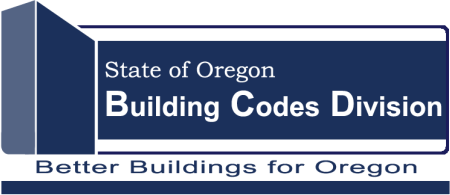 State of Oregon
Building Codes Division
Better Buildings for Oregon